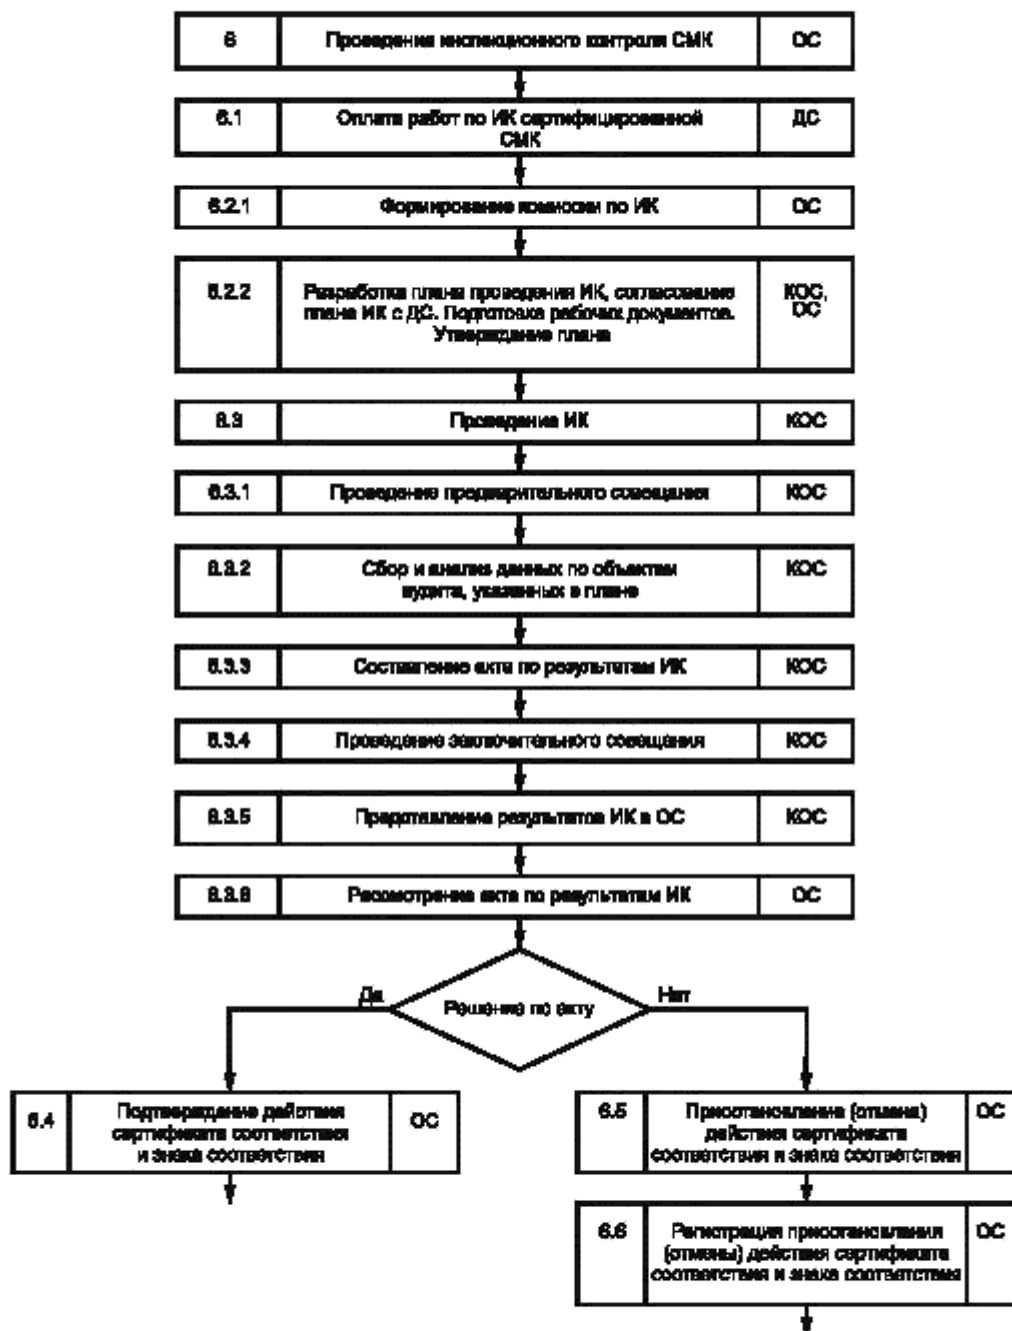 6 Проведения инспекционного контроля СМК ОС
6.1 Оплата работ по ИК сертифицированной ДС
СМК
6.2.1 Формирование комиссии по ИК ОС
6.2.2 Разработка плана проведения ИК, согласование КОС,
плана ИК с ДС. Подготовка рабочих документов. ОС
Утверждение плана
6.3 Проведение ИК КОС
6.3.1 Проведение предварительного совещания КОС
6.3.2 Сбор и анализ данных по объектам КОС
аудита, указанных в плане
6.3.3 Составление акта по результатам ИК КОС
6.3.4 Проведение заключительного совещания КОС
6.3.5 Представление результатов ИК в ОС КОС
6.3.6 Рассмотрение акта по результатам ИК ОС
Да Решение по акту Нет
6.4 Подтверждение действия ОС
сертификата соответствия
и знака соответствия
6.5 Приостановление (отмена) ОС
действия сертификата
соответствия и знака соответствия
6.6 Регистрация приостановления ОС
(отмены) действия сертификата
соответствия и знака соответствия